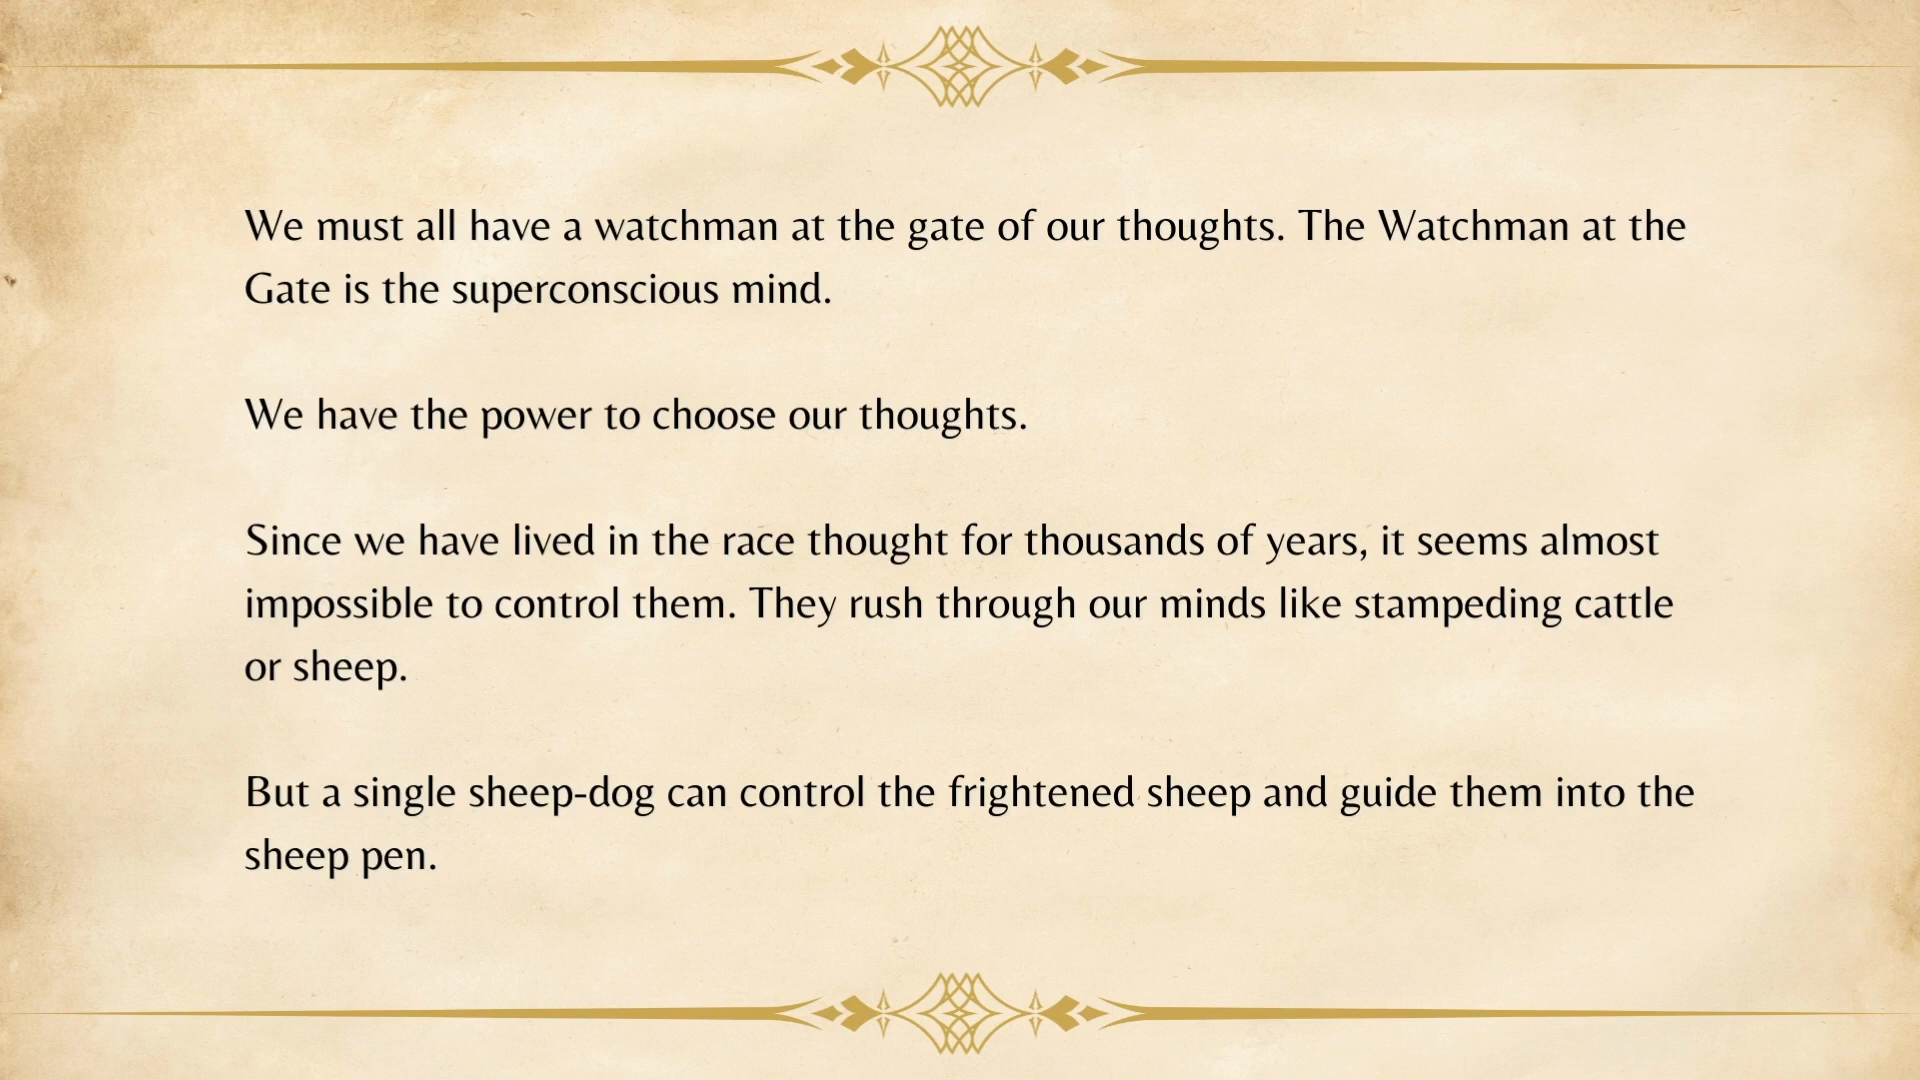 We must all have a watchman at the gate of our thoughts. The Watchman at the
Gate is the superconscious mind.
We have the power to choose our thoughts.
Since we have lived in the race thought for thousands of years, it seems almost
impossible to control them. They rush through our minds like stampeding cattle
or sheep.
But a single sheep-dog can control the frightened sheep and guide them into the
sheep pen.